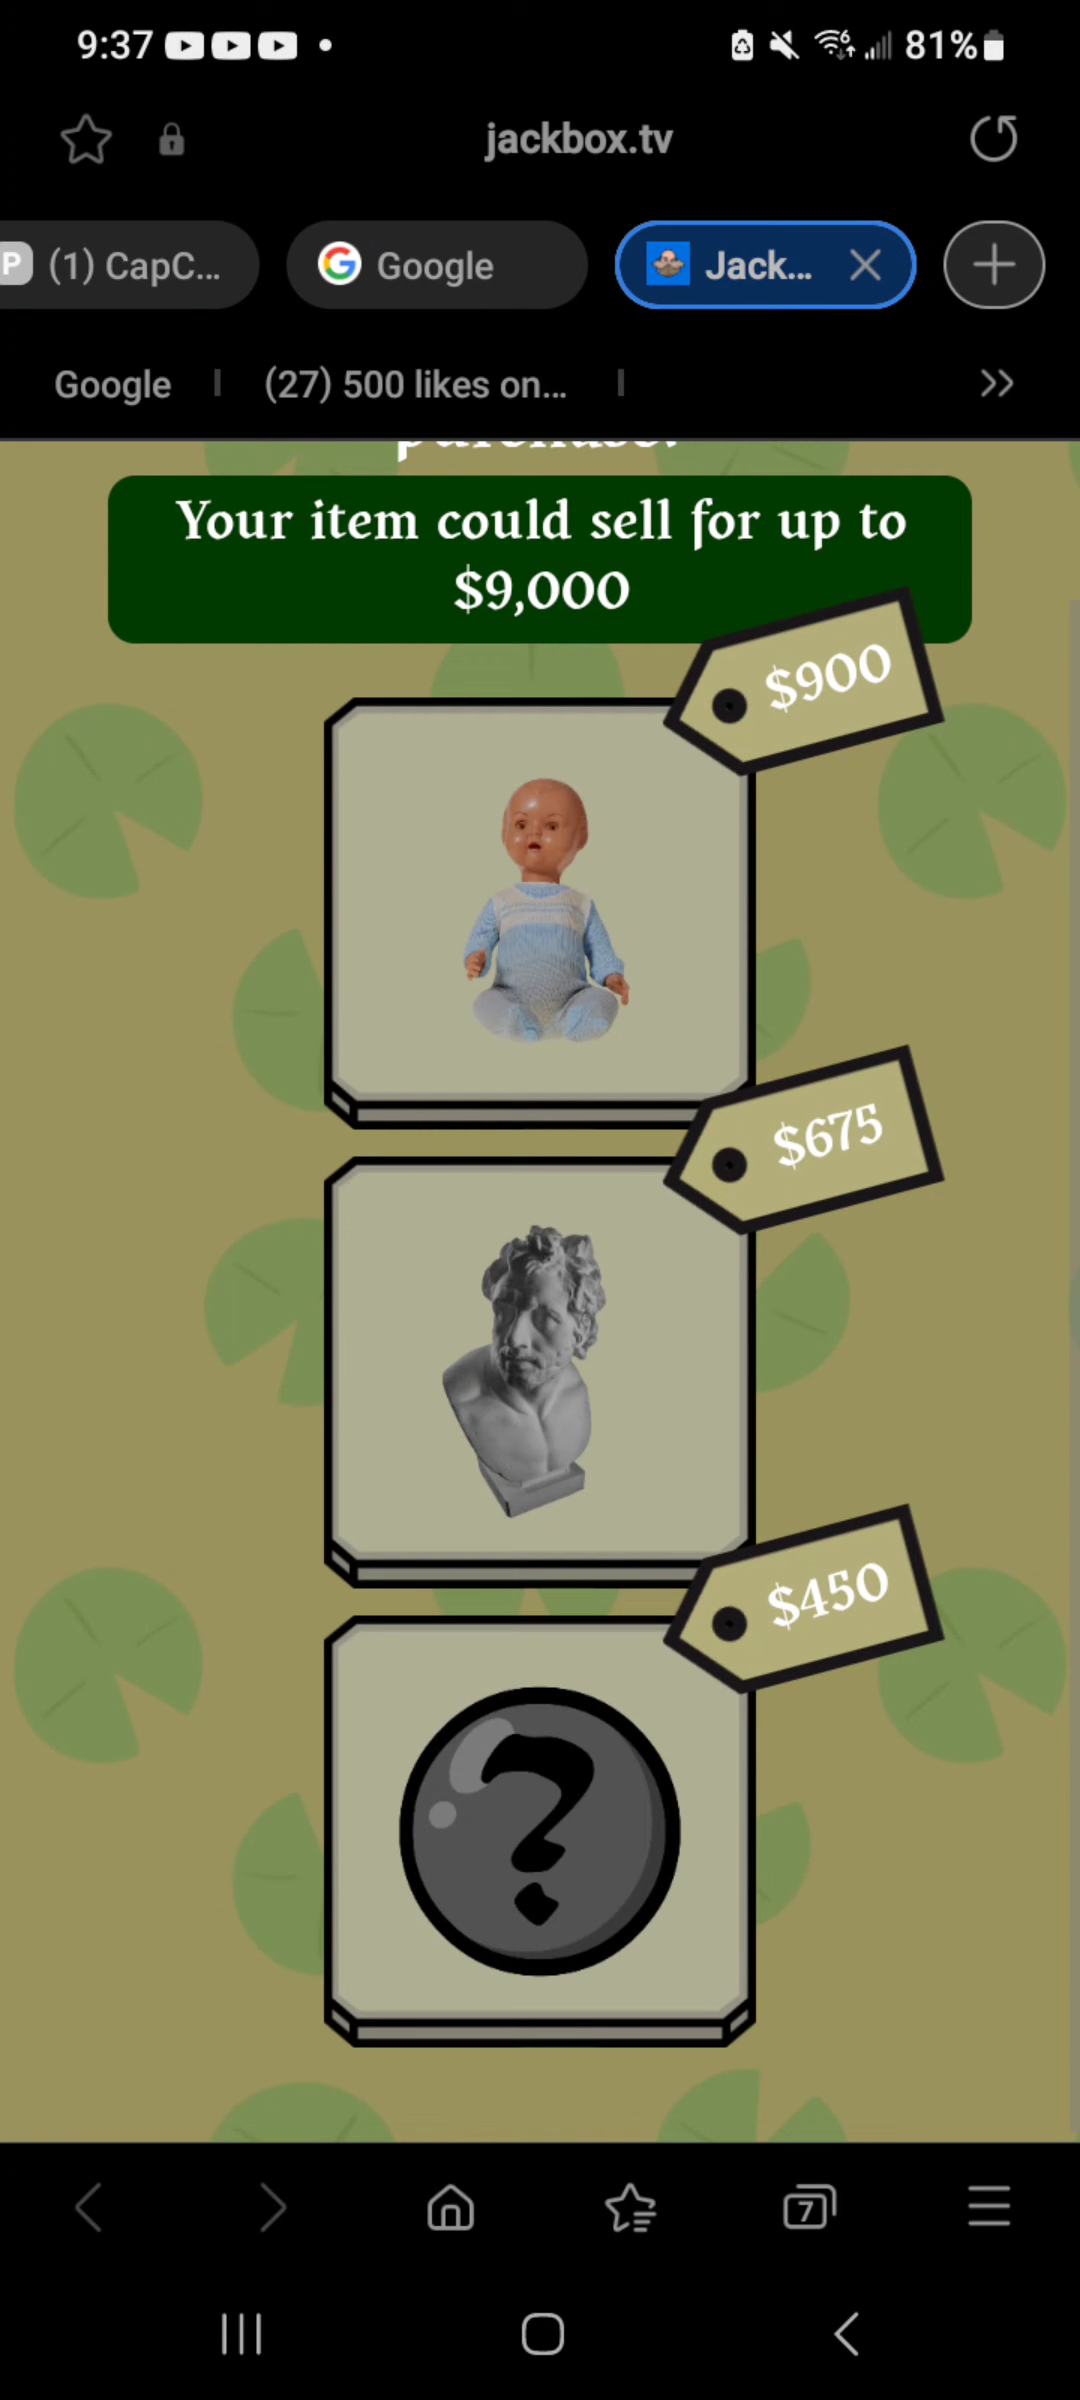 9:37
81%
jackbox.tv
P (1) CapC...
Google
Jack...
Google
(27) 500 likes on...
purchase.
Your item could sell for up to
$9,000
$900
$675
$450
?
7